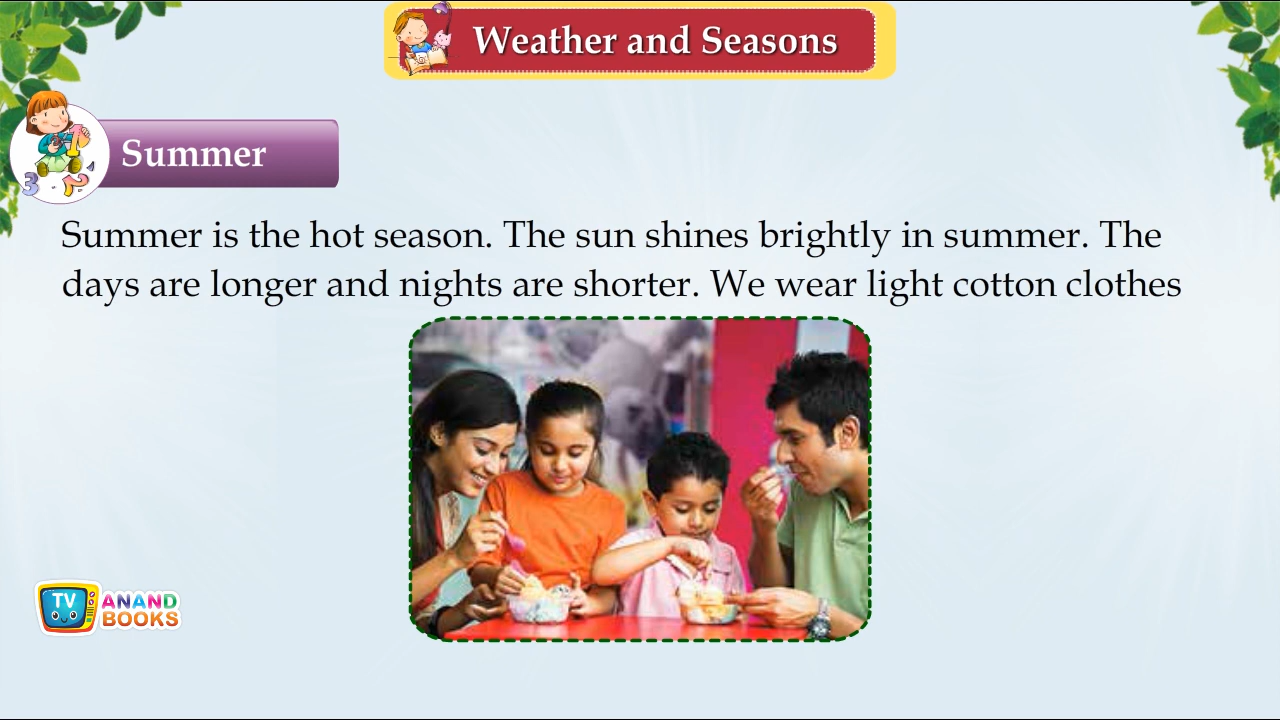 Weather and Seasons
Summer
Summer is the hot season. The sun shines brightly in summer. The
days are longer and nights are shorter. We wear light cotton clothes
TV
ANAND
BOOKS